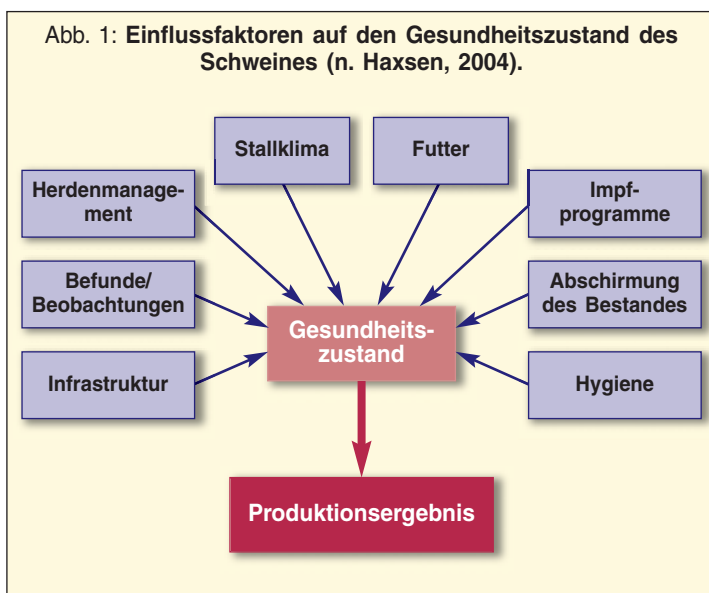 Abb. 1: Einflussfaktoren auf den Gesundheitszustand des
Schweines (n. Haxsen, 2004).
Stallklima
Futter
Herdenmanage-
ment
Impf-
programme
Befunde/
Beobachtungen
Abschirmung
des Bestandes
Gesundheits-
zustand
Infrastruktur
Hygiene
Produktionsergebnis